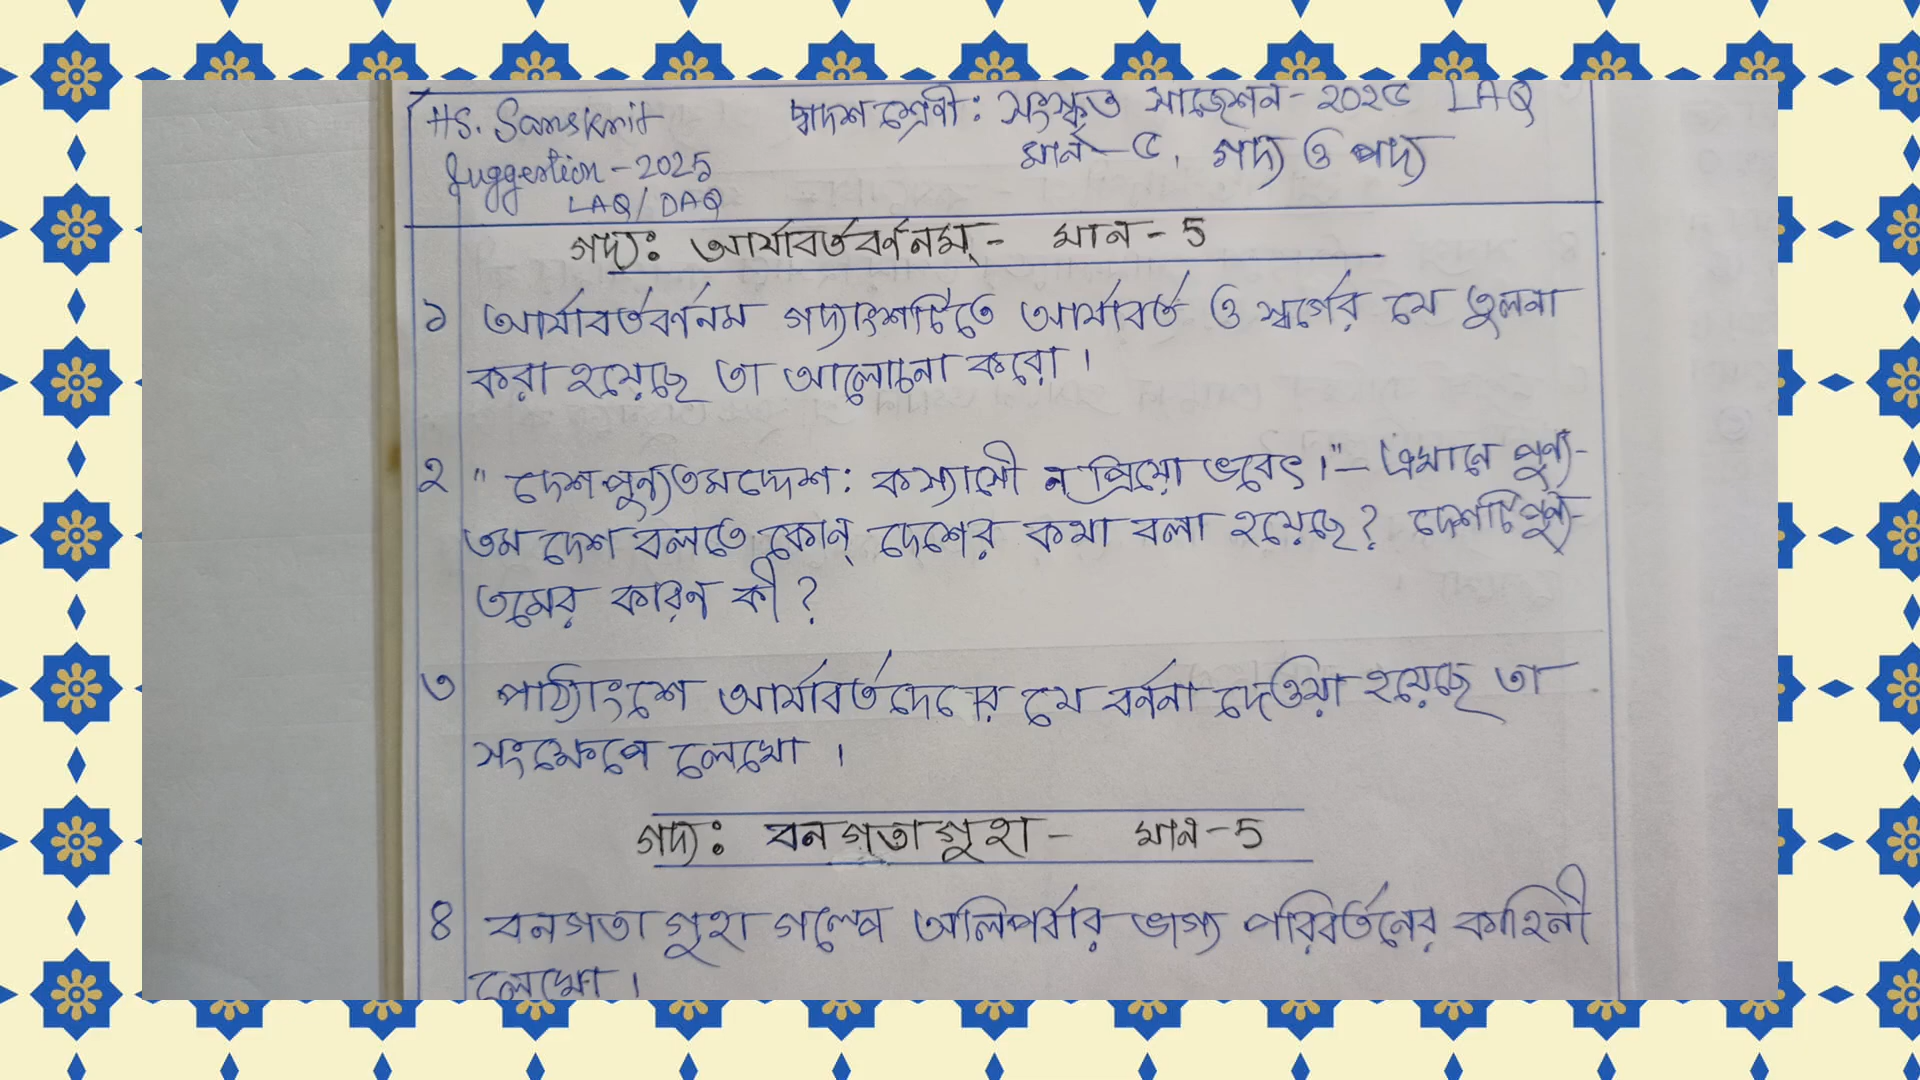 HS. Sanskrit
Suggestion - 2025
LAQ/DAQ
দ্বাদশ শ্রেণী: সংস্কৃত সাজেশন - ২০২৫ LAQ
মান - ৫, গদ্য ও পদ্য
গদ্যঃ আর্যাবর্তবর্ণনম্ - মান - 5
১ আর্যাবর্তবর্ণনম গদ্যাংশটিতে আর্যাবর্ত ও স্বর্গের যে তুলনা
করা হয়েছে তা আলোচনা করো।
২ " দেশপুন্যতমদ্দেশ: কস্যাসৌ ন প্রিয়ো ভবেৎ।" - এখানে পুণ্য-
তম দেশ বলতে কোন্ দেশের কথা বলা হয়েছে? দেশটি পুণ্য-
তমের কারণ কী?
৩ পাঠ্যাংশে আর্যাবর্তদেশের যে বর্ণনা দেওয়া হয়েছে তা
সংক্ষেপে লেখো।
গদ্যঃ বনগতাগুহা - মান - 5
৪ বনগতা গুহা গল্পে অলিপর্বার ভাগ্য পরিবর্তনের কাহিনী
লেখো।